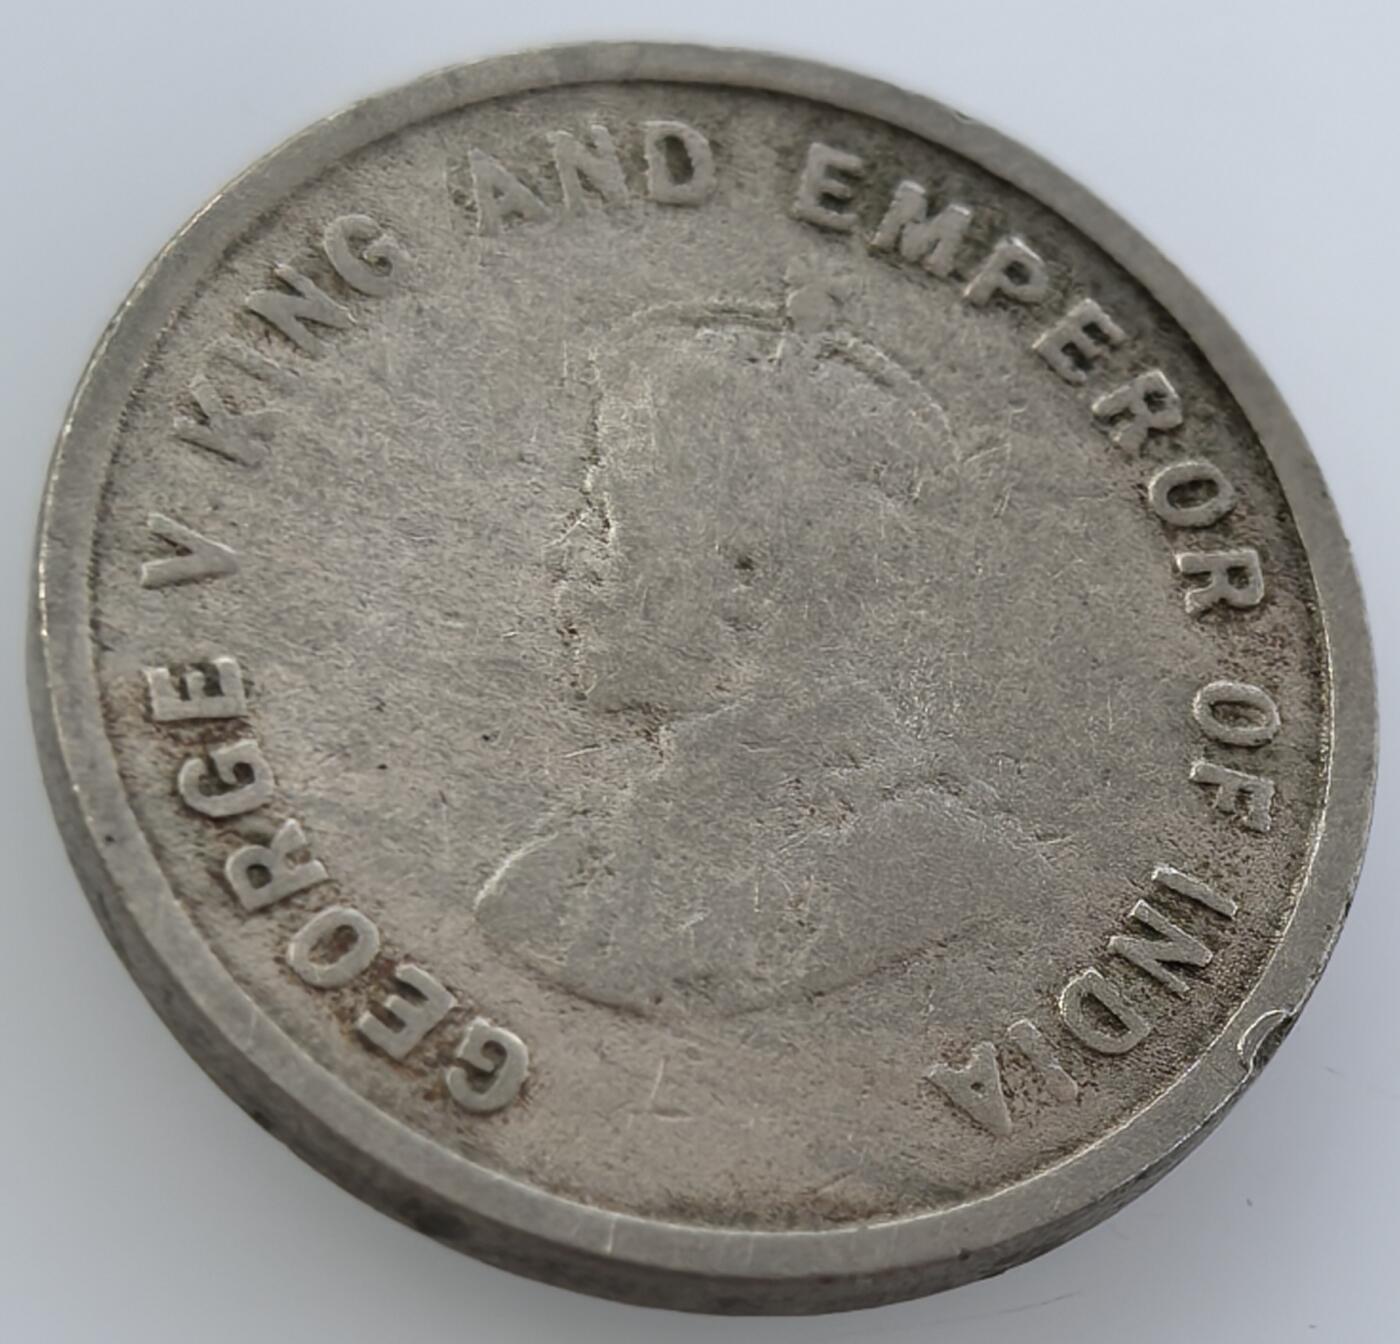 GEORGE V KING AND EMPEROR OF INDIA